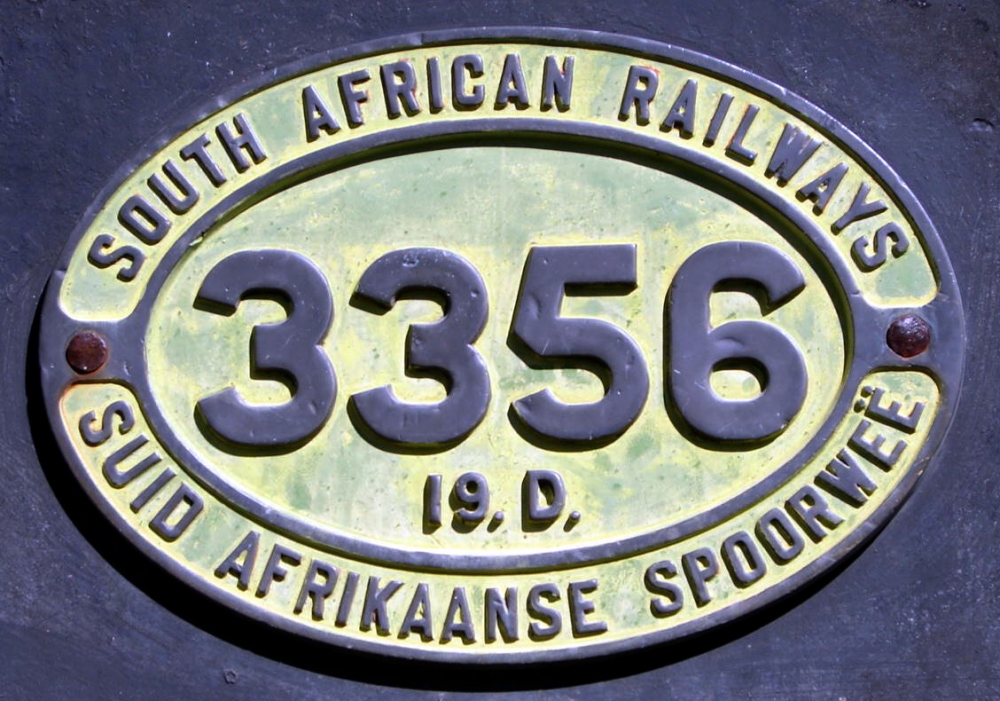 SOUTH AFRICAN RAILWAYS
3356
19. D.
SUID AFRIKAANSE SPOORWEË